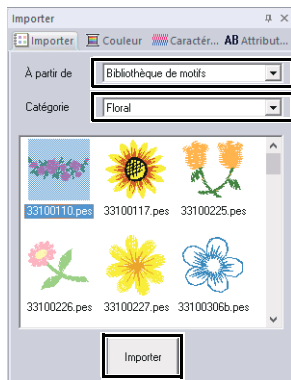 Importer
Importer Couleur Caractér... AB Attribut...
À partir de Bibliothèque de motifs
Catégorie Floral
33100110.pes 33100117.pes 33100225.pes
33100226.pes 33100227.pes 33100306b.pes
Importer